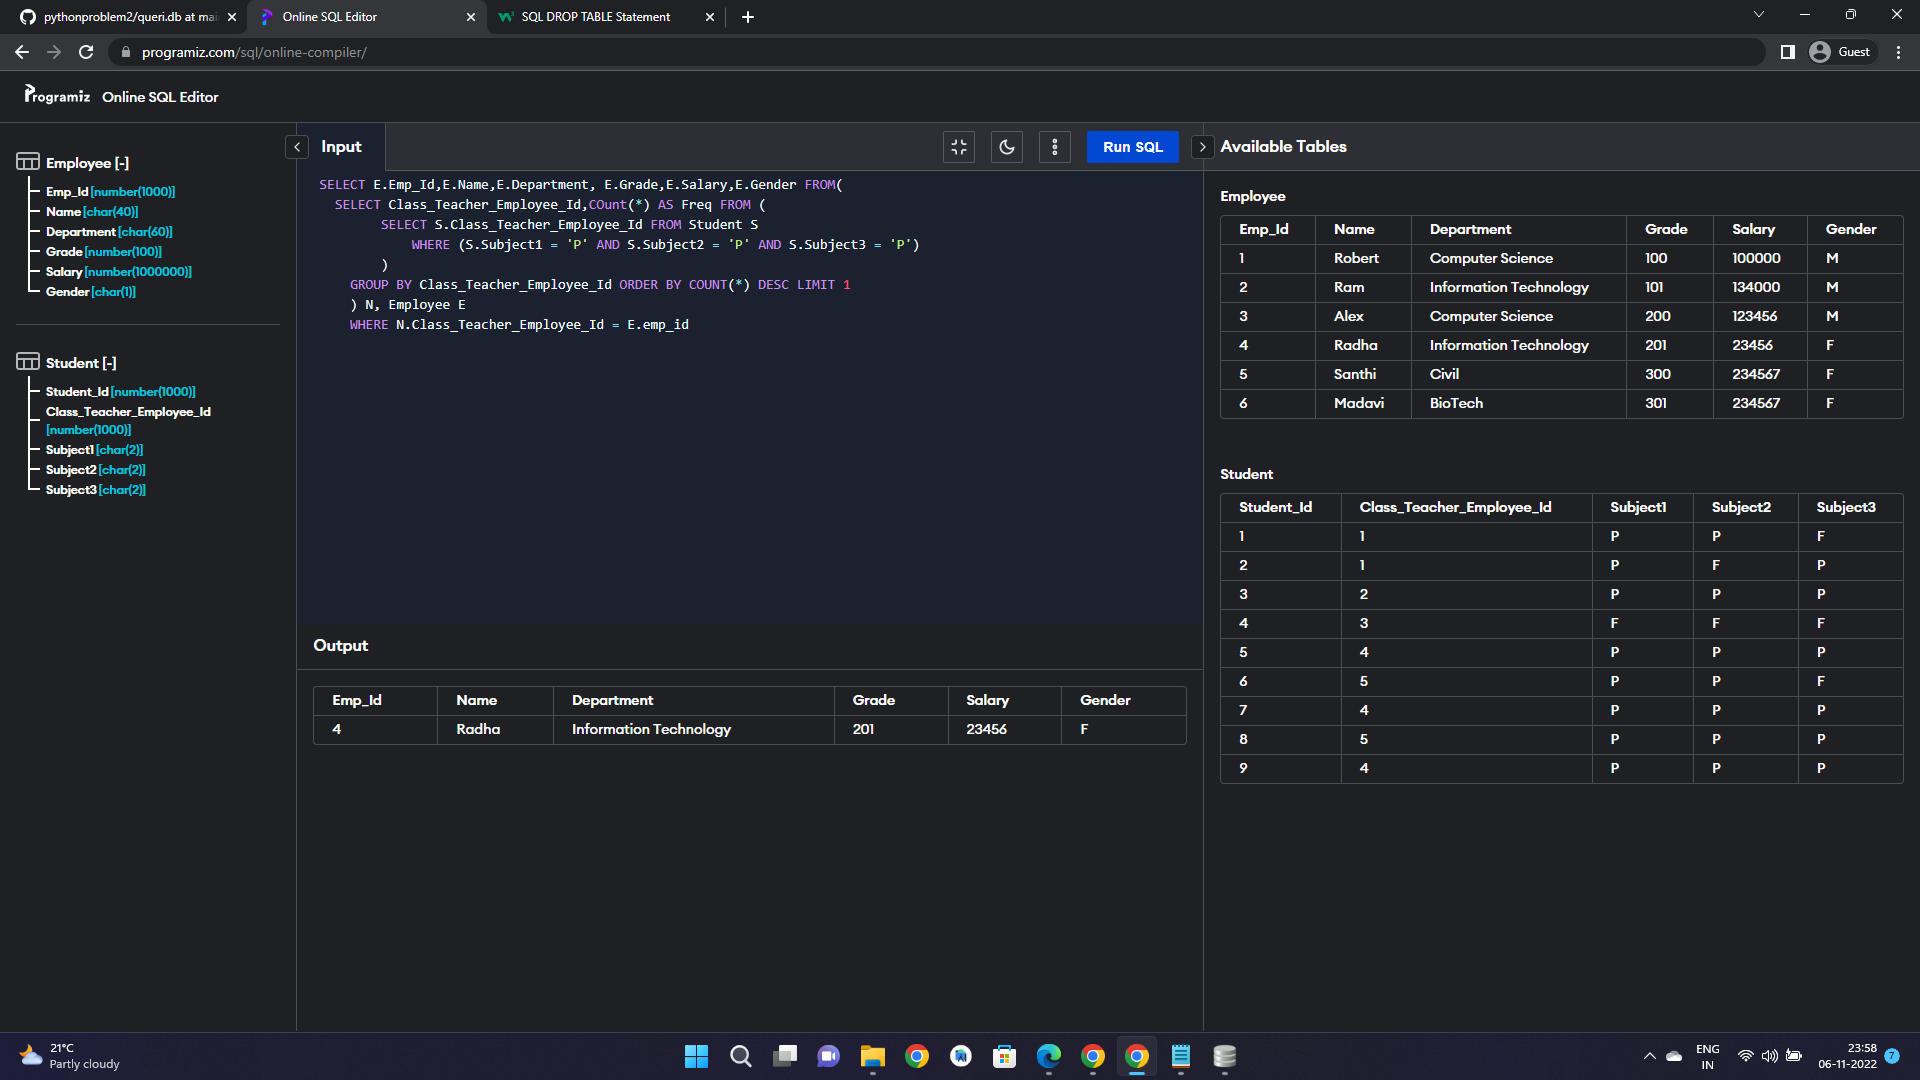 pythonproblem2/queri.db at mai
Online SQL Editor
SQL DROP TABLE Statement
programiz.com/sql/online-compiler/
Guest
Programiz Online SQL Editor
Employee [-]
Emp_Id [number(1000)]
Name [char(40)]
Department [char(60)]
Grade [number(100)]
Salary [number(1000000)]
Gender [char(1)]
Student [-]
Student_Id [number(1000)]
Class_Teacher_Employee_Id
[number(1000)]
Subject1 [char(2)]
Subject2 [char(2)]
Subject3 [char(2)]
Input
Run SQL
SELECT E.Emp_Id,E.Name,E.Department, E.Grade,E.Salary,E.Gender FROM(
SELECT Class_Teacher_Employee_Id,COunt(*) AS Freq FROM (
SELECT S.Class_Teacher_Employee_Id FROM Student S
WHERE (S.Subject1 = 'P' AND S.Subject2 = 'P' AND S.Subject3 = 'P')
)
GROUP BY Class_Teacher_Employee_Id ORDER BY COUNT(*) DESC LIMIT 1
) N, Employee E
WHERE N.Class_Teacher_Employee_Id = E.emp_id
Output
Emp_Id Name Department Grade Salary Gender
4 Radha Information Technology 201 23456 F
Available Tables
Employee
Emp_Id Name Department Grade Salary Gender
1 Robert Computer Science 100 100000 M
2 Ram Information Technology 101 134000 M
3 Alex Computer Science 200 123456 M
4 Radha Information Technology 201 23456 F
5 Santhi Civil 300 234567 F
6 Madavi BioTech 301 234567 F
Student
Student_Id Class_Teacher_Employee_Id Subject1 Subject2 Subject3
1 1 P P F
2 1 P F P
3 2 P P P
4 3 F F F
5 4 P P P
6 5 P P F
7 4 P P P
8 5 P P P
9 4 P P P
21°C
Partly cloudy
ENG
IN
23:58
06-11-2022
7